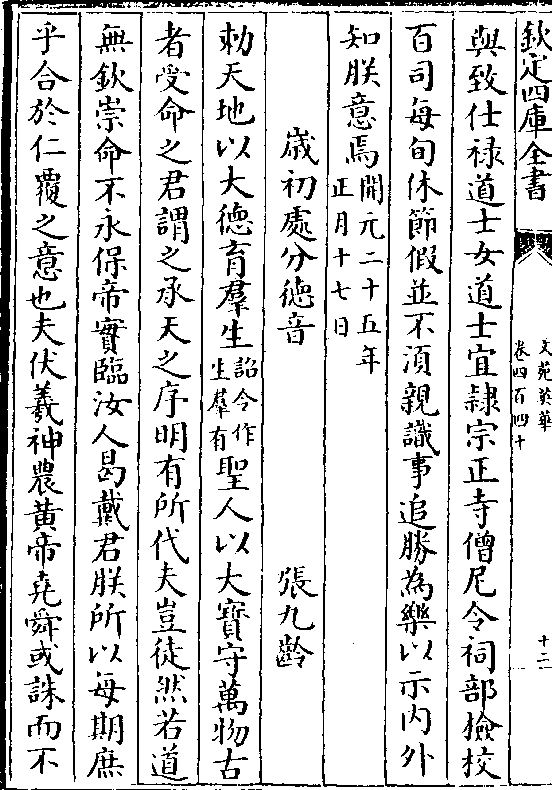 欽定四庫全書
文苑英華
卷四百四十
十二
與致仕禄道士女道士宜隷宗正寺僧尼令祠部檢校
百司毎旬休節假並不湏親識事追勝為樂以示内外
知朕意焉開元二十五年
正月十七日
歳初處分徳音
張九齡
勅天地以大徳育羣生詔令作
生羣有聖人以大寳守萬物古
者受命之君謂之承天之序明有所代夫豈徒然若道
無欽崇命不永保帝實臨汝人曷戴君朕所以毎期庶
乎合於仁覆之意也夫伏羲神農黄帝堯舜或誅而不